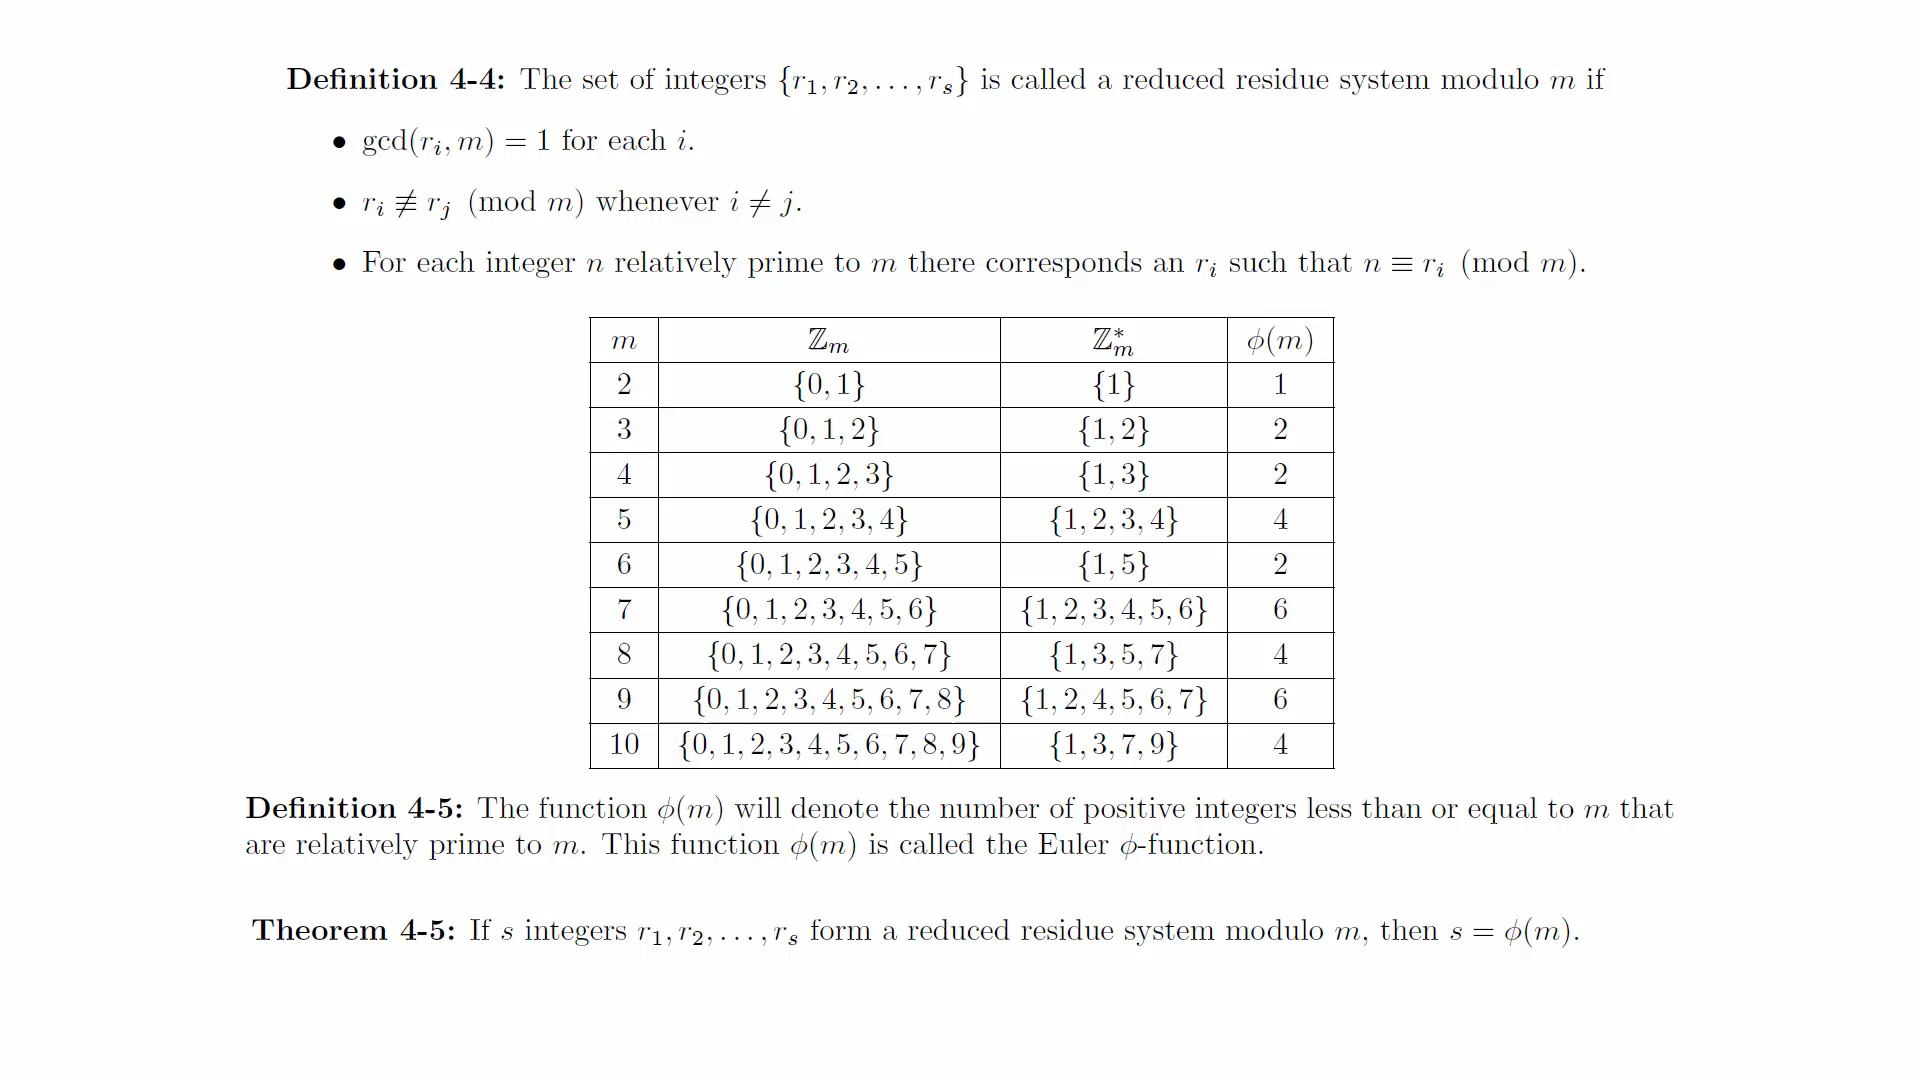 Definition 4-4: The set of integers {r₁, r₂, . . . , rₛ} is called a reduced residue system modulo m if
• gcd(rᵢ, m) = 1 for each i.
• rᵢ ≢ rⱼ (mod m) whenever i ≠ j.
• For each integer n relatively prime to m there corresponds an rᵢ such that n ≡ rᵢ (mod m).
m ℤₘ ℤ*ₘ ϕ(m)
2 {0, 1} {1} 1
3 {0, 1, 2} {1, 2} 2
4 {0, 1, 2, 3} {1, 3} 2
5 {0, 1, 2, 3, 4} {1, 2, 3, 4} 4
6 {0, 1, 2, 3, 4, 5} {1, 5} 2
7 {0, 1, 2, 3, 4, 5, 6} {1, 2, 3, 4, 5, 6} 6
8 {0, 1, 2, 3, 4, 5, 6, 7} {1, 3, 5, 7} 4
9 {0, 1, 2, 3, 4, 5, 6, 7, 8} {1, 2, 4, 5, 6, 7} 6
10 {0, 1, 2, 3, 4, 5, 6, 7, 8, 9} {1, 3, 7, 9} 4
Definition 4-5: The function ϕ(m) will denote the number of positive integers less than or equal to m that
are relatively prime to m. This function ϕ(m) is called the Euler ϕ-function.
Theorem 4-5: If s integers r₁, r₂, . . . , rₛ form a reduced residue system modulo m, then s = ϕ(m).